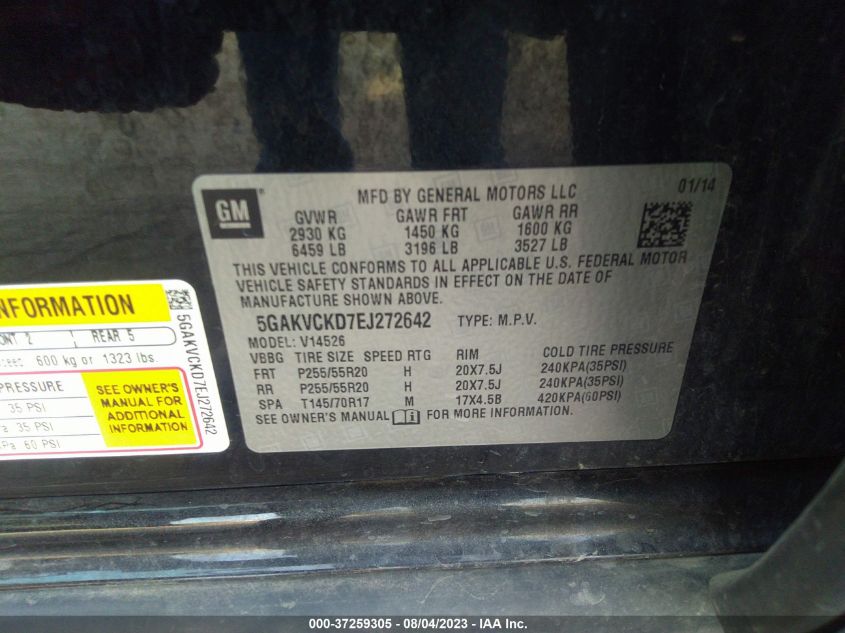 GM
MFD BY GENERAL MOTORS LLC
01/14
GVWR GAWR FRT GAWR RR
2930 KG 1450 KG 1600 KG
6459 LB 3196 LB 3527 LB
THIS VEHICLE CONFORMS TO ALL APPLICABLE U.S. FEDERAL MOTOR
VEHICLE SAFETY STANDARDS IN EFFECT ON THE DATE OF
MANUFACTURE SHOWN ABOVE.
5GAKVCKD7EJ272642 TYPE: M.P.V.
MODEL: V14526
VBBG TIRE SIZE SPEED RTG RIM COLD TIRE PRESSURE
FRT P255/55R20 H 20X7.5J 240KPA(35PSI)
RR P255/55R20 H 20X7.5J 240KPA(35PSI)
SPA T145/70R17 M 17X4.5B 420KPA(60PSI)
SEE OWNER'S MANUAL i FOR MORE INFORMATION.
2 REAR 5
600 kg or 1323 lbs.
PRESSURE
35 PSI
35 PSI
60 PSI
SEE OWNER'S
MANUAL FOR
ADDITIONAL
INFORMATION
5GAKVCKD7EJ272642
000-37259305 - 08/04/2023 - IAA Inc.